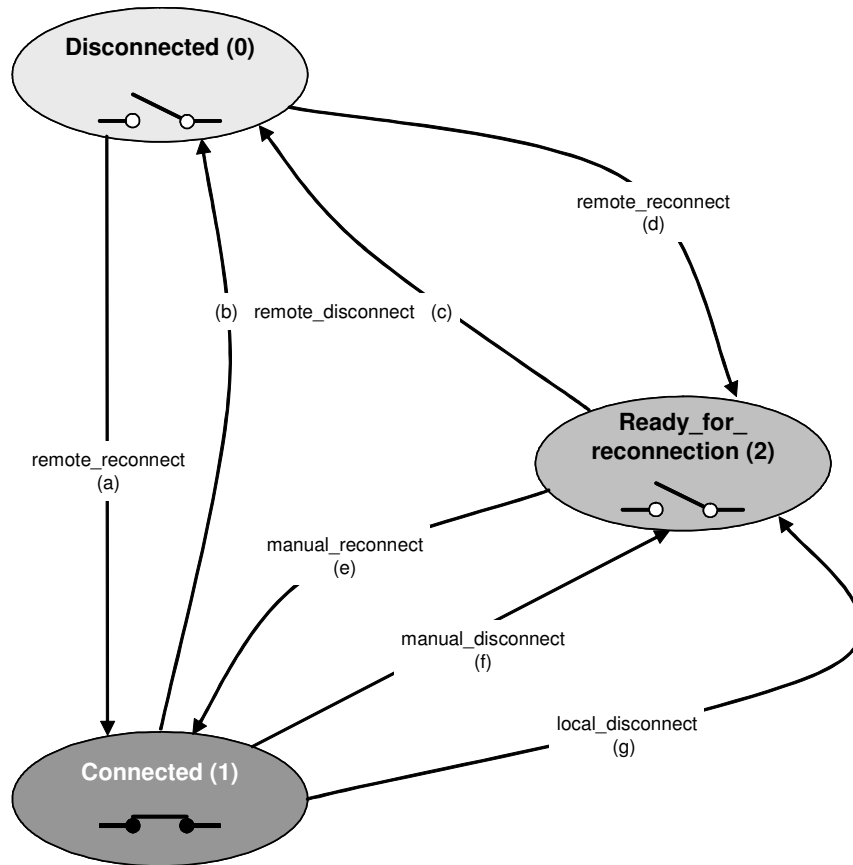 Disconnected (0)
remote_reconnect
(d)
(b) remote_disconnect (c)
Ready_for_
reconnection (2)
remote_reconnect
(a)
manual_reconnect
(e)
manual_disconnect
(f)
local_disconnect
(g)
Connected (1)